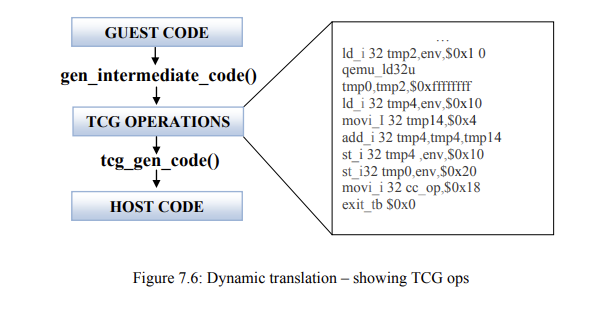 GUEST CODE
gen_intermediate_code()
TCG OPERATIONS
tcg_gen_code()
HOST CODE
...
ld_i 32 tmp2,env,$0x1 0
qemu_ld32u
tmp0,tmp2,$0xffffffff
ld_i 32 tmp4,env,$0x10
movi_I 32 tmp14,$0x4
add_i 32 tmp4,tmp4,tmp14
st_i 32 tmp4 ,env,$0x10
st_i32 tmp0,env,$0x20
movi_i 32 cc_op,$0x18
exit_tb $0x0
Figure 7.6: Dynamic translation – showing TCG ops